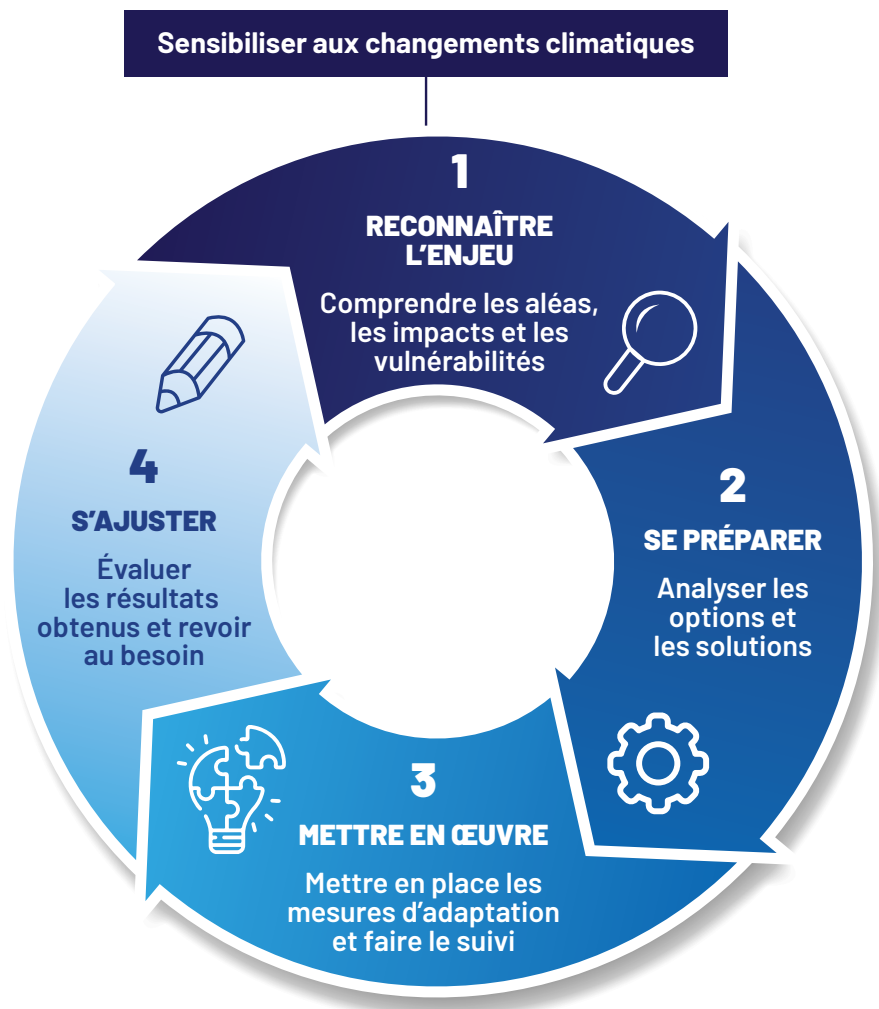 Sensibiliser aux changements climatiques
1
RECONNAÎTRE
L'ENJEU
Comprendre les aléas,
les impacts et les
vulnérabilités
2
SE PRÉPARER
Analyser les
options et
les solutions
3
METTRE EN ŒUVRE
Mettre en place les
mesures d'adaptation
et faire le suivi
4
S'AJUSTER
Évaluer
les résultats
obtenus et revoir
au besoin